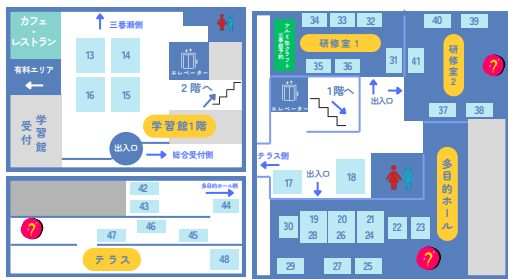 カフェ
・
レストラン
有料エリア
学習館
受付
三番瀬側
13
14
16
15
エレベーター
2階へ
学習館1階
出入口
総合受付側
42
43
44
多目的ホール側
46
47
45
48
テラス
34
33
32
40
39
研修室1
35
36
31
41
研修室2
エレベーター
1階へ
出入口
37
38
テラス側
17
出入口
18
多目的ホール
30
19
20
21
22
23
28
26
24
29
27
25
?
?
?